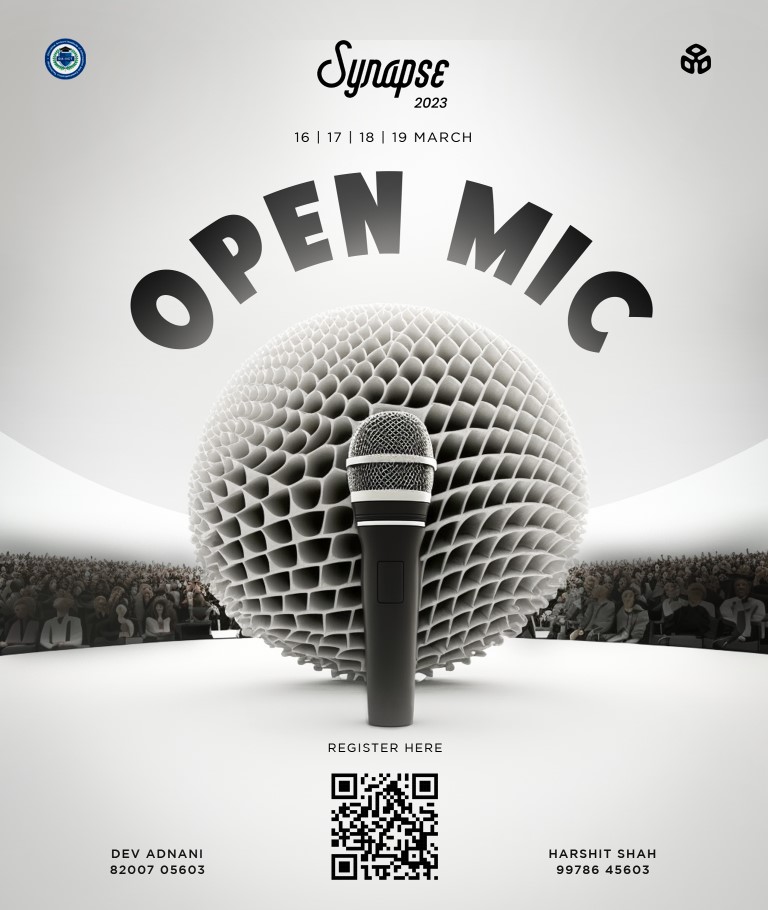 Synapse
2023
16 | 17 | 18 | 19 MARCH
OPEN MIC
REGISTER HERE
DEV ADNANI
82007 05603
HARSHIT SHAH
99786 45603